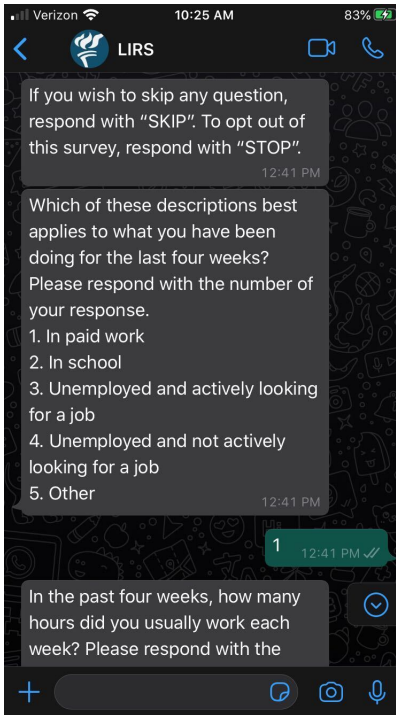 Verizon 10:25 AM 83%
LIRS
If you wish to skip any question,
respond with “SKIP”. To opt out of
this survey, respond with “STOP”.
12:41 PM
Which of these descriptions best
applies to what you have been
doing for the last four weeks?
Please respond with the number of
your response.
1. In paid work
2. In school
3. Unemployed and actively looking
for a job
4. Unemployed and not actively
looking for a job
5. Other
12:41 PM
1 12:41 PM
In the past four weeks, how many
hours did you usually work each
week? Please respond with the